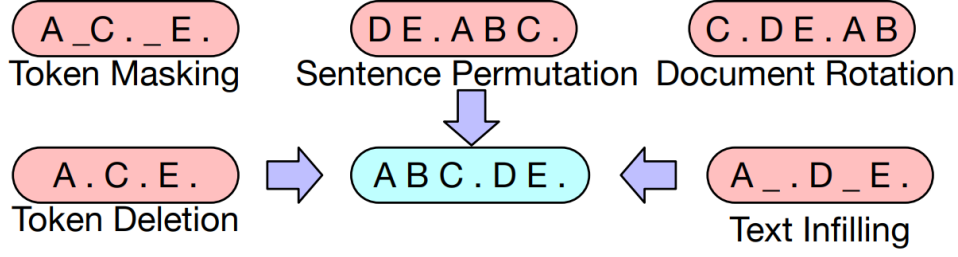 A _ C . _ E .
Token Masking
D E . A B C .
Sentence Permutation
C . D E . A B
Document Rotation
A . C . E .
Token Deletion
A B C . D E .
A _ . D _ E .
Text Infilling